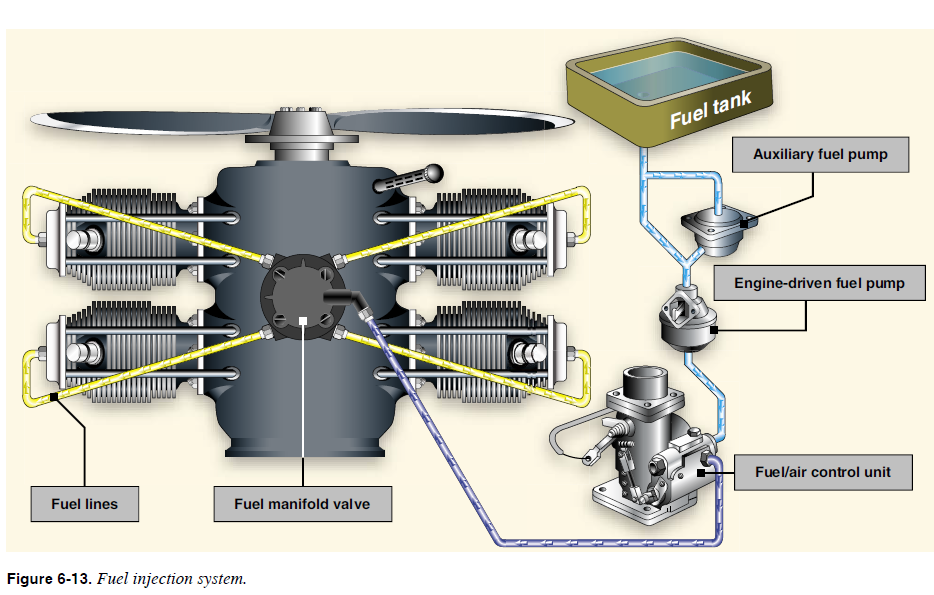 Fuel tank
Auxiliary fuel pump
Engine-driven fuel pump
Fuel/air control unit
Fuel lines
Fuel manifold valve
Figure 6-13. Fuel injection system.